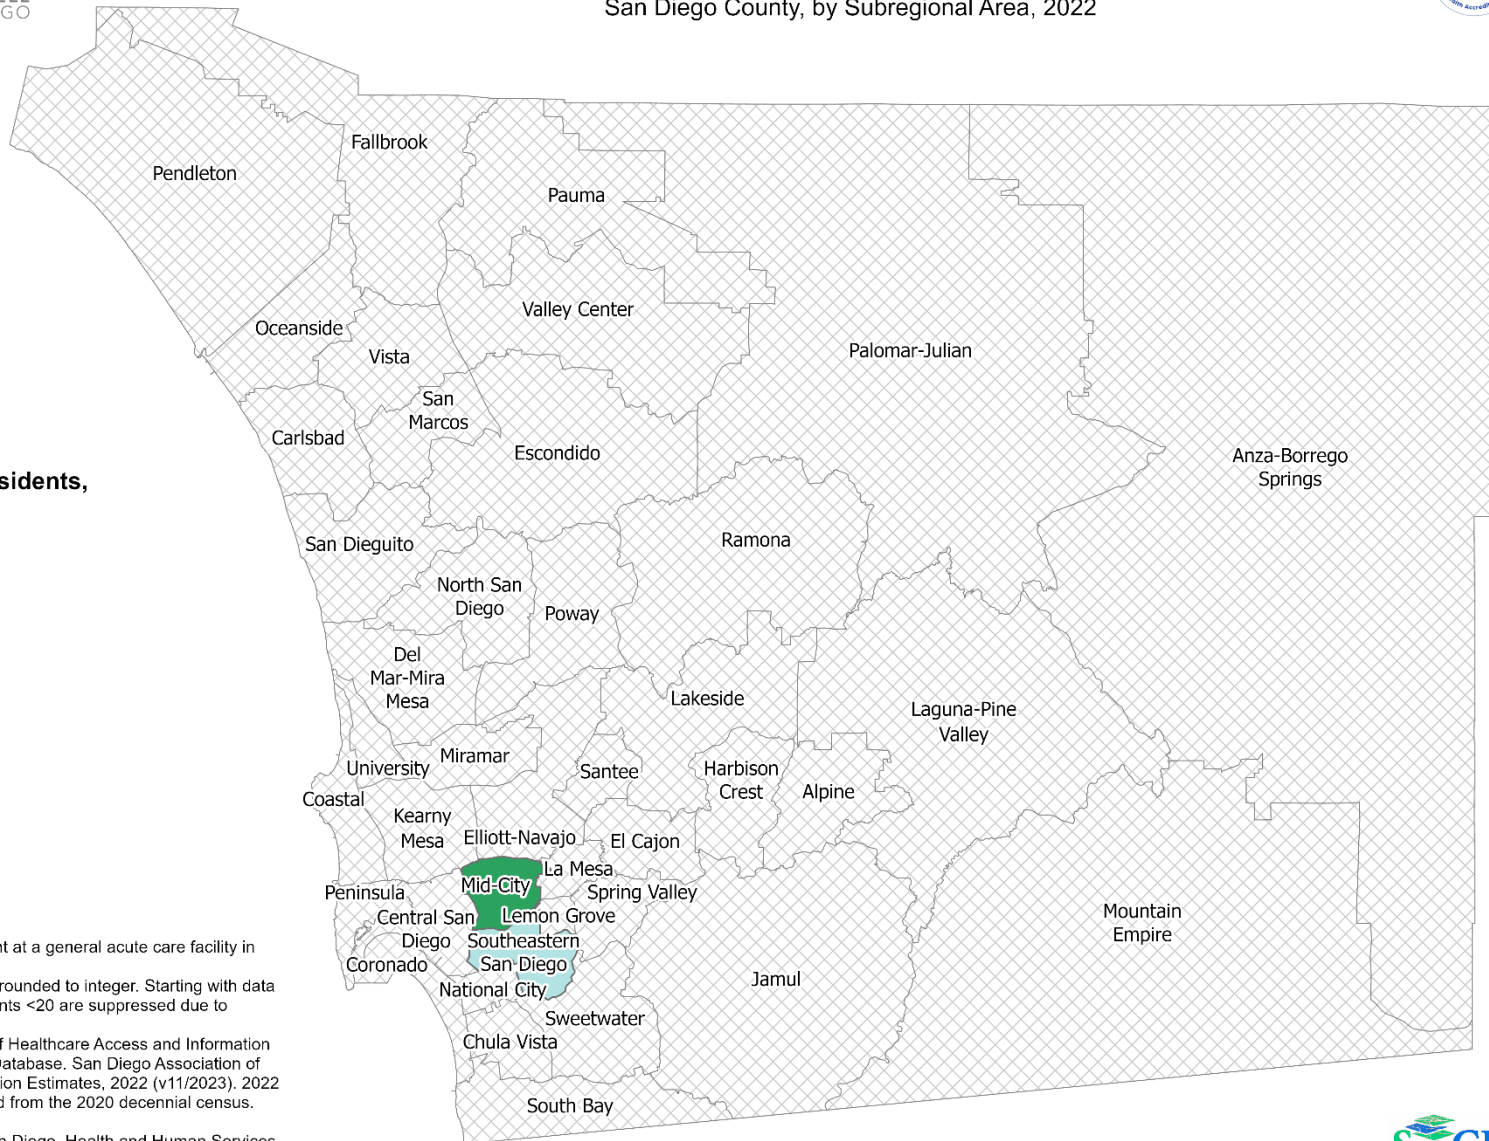 GO
San Diego County, by Subregional Area, 2022
Fallbrook
Pendleton
Pauma
Valley Center
Oceanside
Vista
Palomar-Julian
San
Marcos
Carlsbad
Escondido
Anza-Borrego
Springs
sidents,
San Dieguito
Ramona
North San
Diego
Poway
Del
Mar-Mira
Mesa
Lakeside
Laguna-Pine
Valley
Miramar
University
Santee
Harbison
Crest
Alpine
Coastal
Kearny
Mesa
Elliott-Navajo
El Cajon
La Mesa
Mid-City
Peninsula
Spring Valley
Central San
Diego
Lemon Grove
Mountain
Empire
Southeastern
San Diego
Coronado
Jamul
National City
Sweetwater
Chula Vista
South Bay
nt at a general acute care facility in
rounded to integer. Starting with data
nts <20 are suppressed due to
f Healthcare Access and Information
Database. San Diego Association of
ion Estimates, 2022 (v11/2023). 2022
d from the 2020 decennial census.
n Diego, Health and Human Services